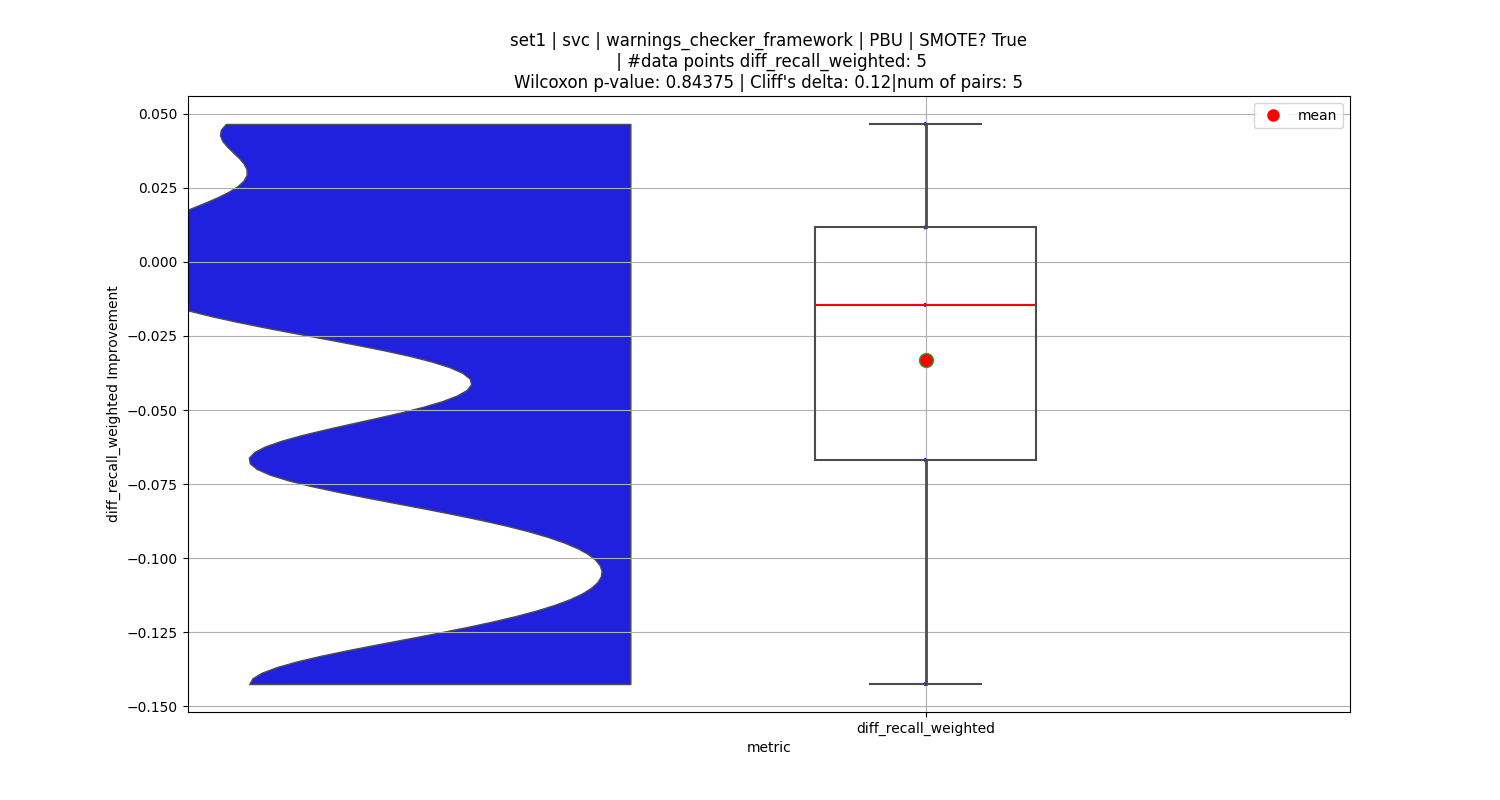 set1 | svc | warnings_checker_framework | PBU | SMOTE? True
| #data points diff_recall_weighted: 5
Wilcoxon p-value: 0.84375 | Cliff's delta: 0.12|num of pairs: 5
mean
0.050
0.025
0.000
−0.025
−0.050
−0.075
−0.100
−0.125
−0.150
diff_recall_weighted Improvement
diff_recall_weighted
metric